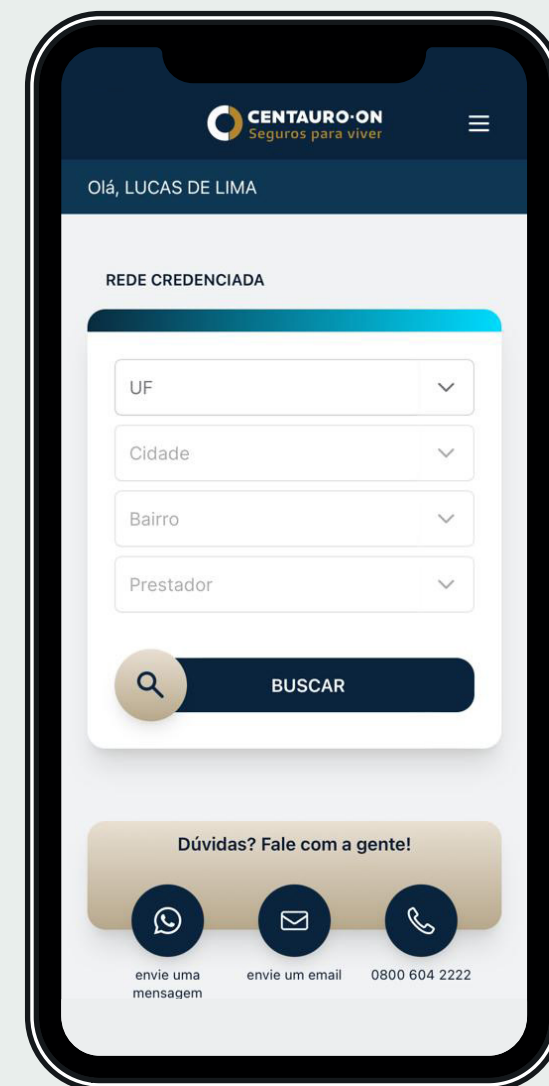 CENTAURO·ON
Seguros para viver
Olá, LUCAS DE LIMA
REDE CREDENCIADA
UF
Cidade
Bairro
Prestador
BUSCAR
Dúvidas? Fale com a gente!
envie uma
mensagem
envie um email
0800 604 2222